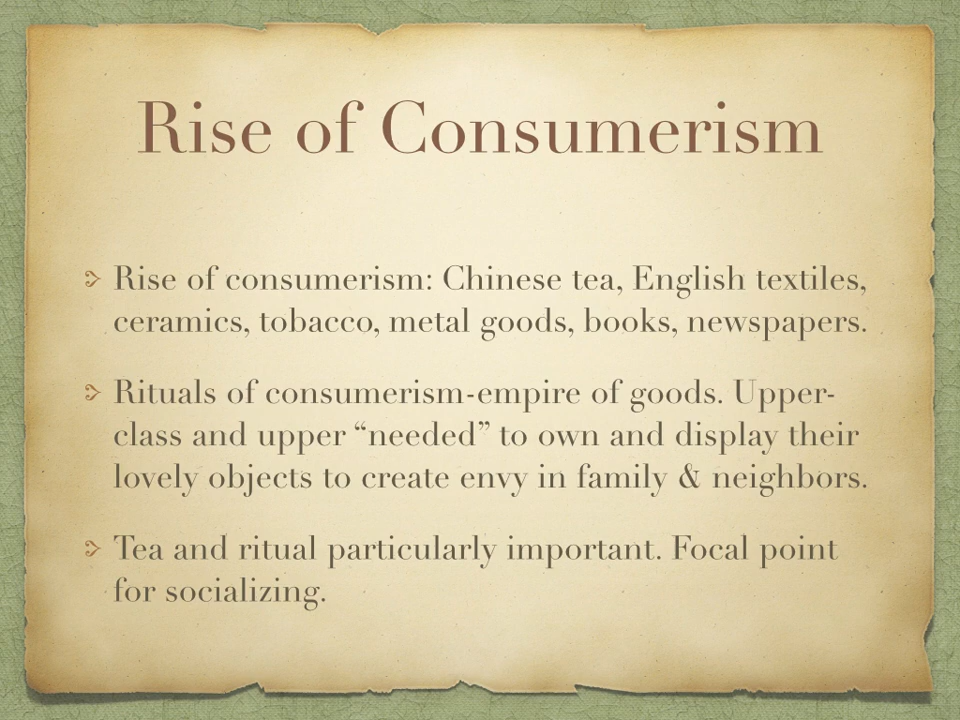 Rise of Consumerism
Rise of consumerism: Chinese tea, English textiles,
ceramics, tobacco, metal goods, books, newspapers.
Rituals of consumerism-empire of goods. Upper-
class and upper “needed” to own and display their
lovely objects to create envy in family & neighbors.
Tea and ritual particularly important. Focal point
for socializing.